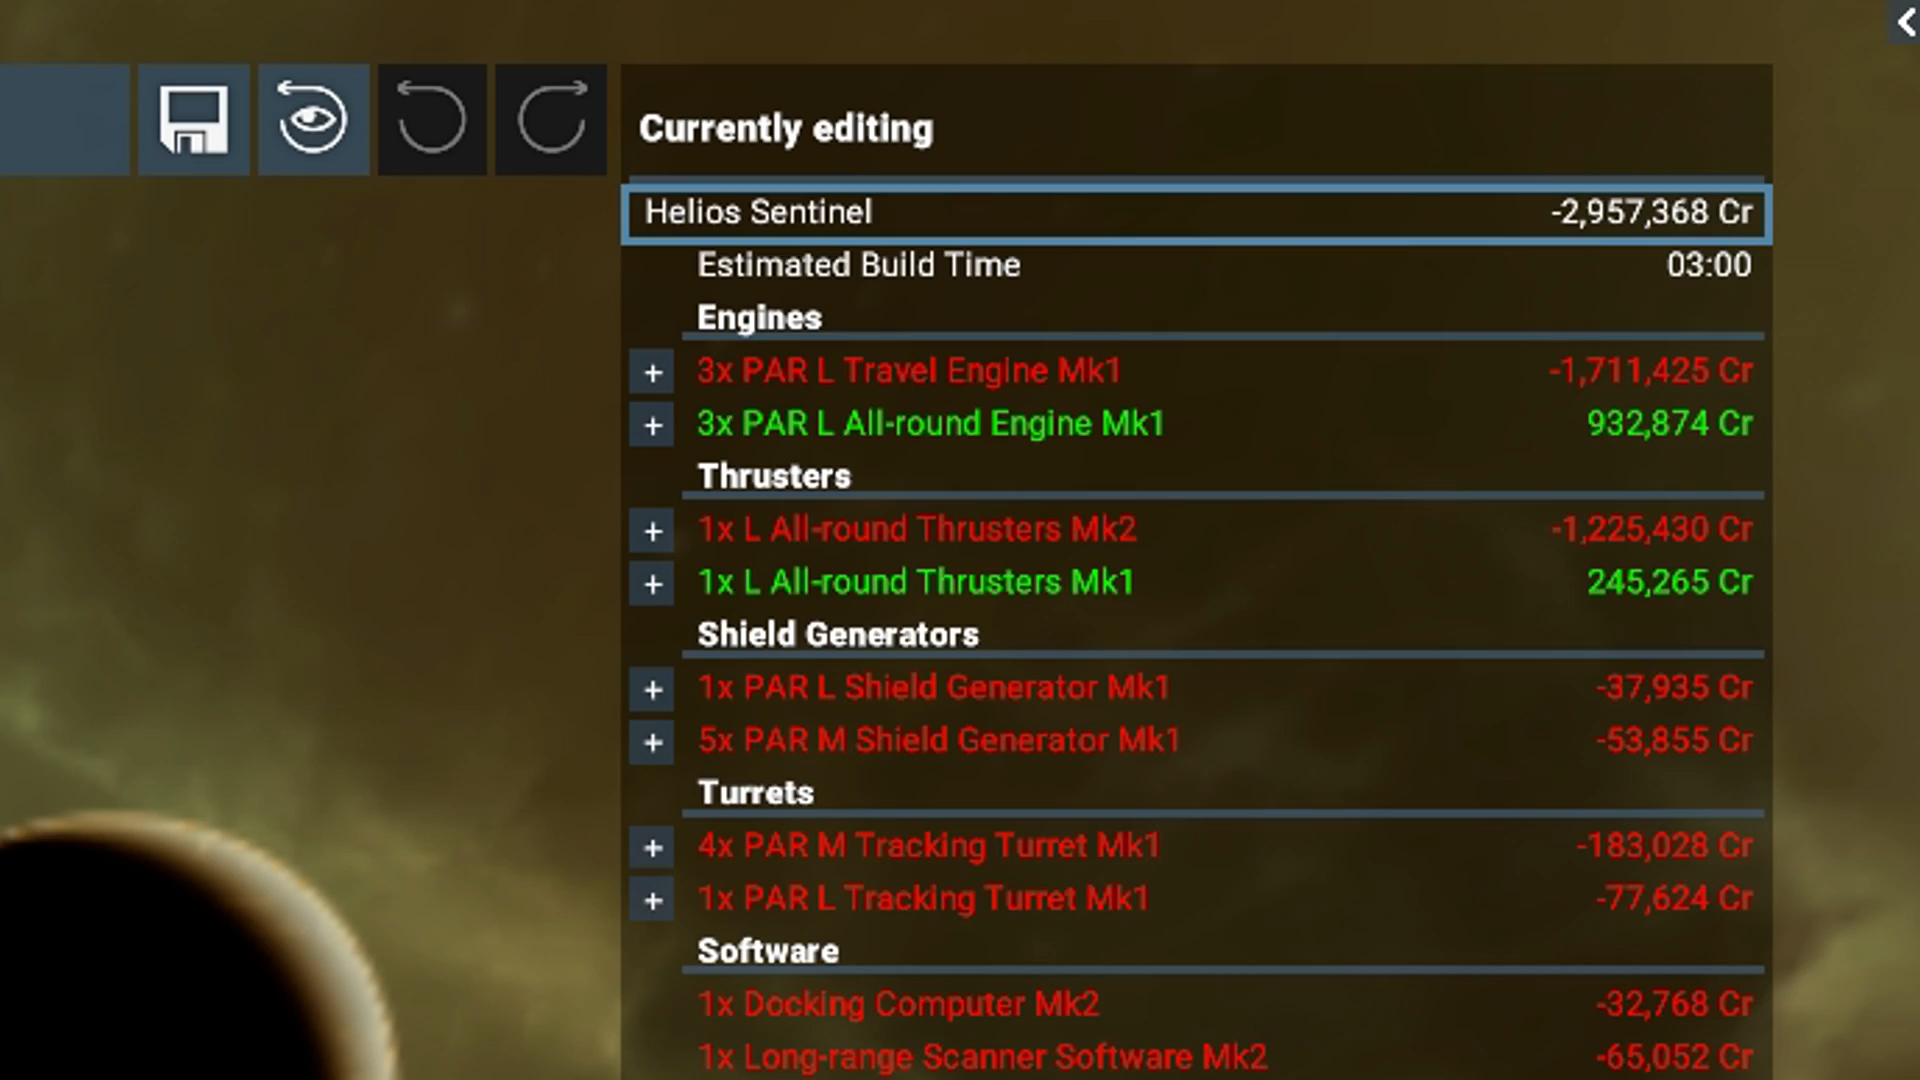 Currently editing
Helios Sentinel -2,957,368 Cr
Estimated Build Time 03:00
Engines
+ 3x PAR L Travel Engine Mk1 -1,711,425 Cr
+ 3x PAR L All-round Engine Mk1 932,874 Cr
Thrusters
+ 1x L All-round Thrusters Mk2 -1,225,430 Cr
+ 1x L All-round Thrusters Mk1 245,265 Cr
Shield Generators
+ 1x PAR L Shield Generator Mk1 -37,935 Cr
+ 5x PAR M Shield Generator Mk1 -53,855 Cr
Turrets
+ 4x PAR M Tracking Turret Mk1 -183,028 Cr
+ 1x PAR L Tracking Turret Mk1 -77,624 Cr
Software
1x Docking Computer Mk2 -32,768 Cr
1x Long-range Scanner Software Mk2 -65,052 Cr